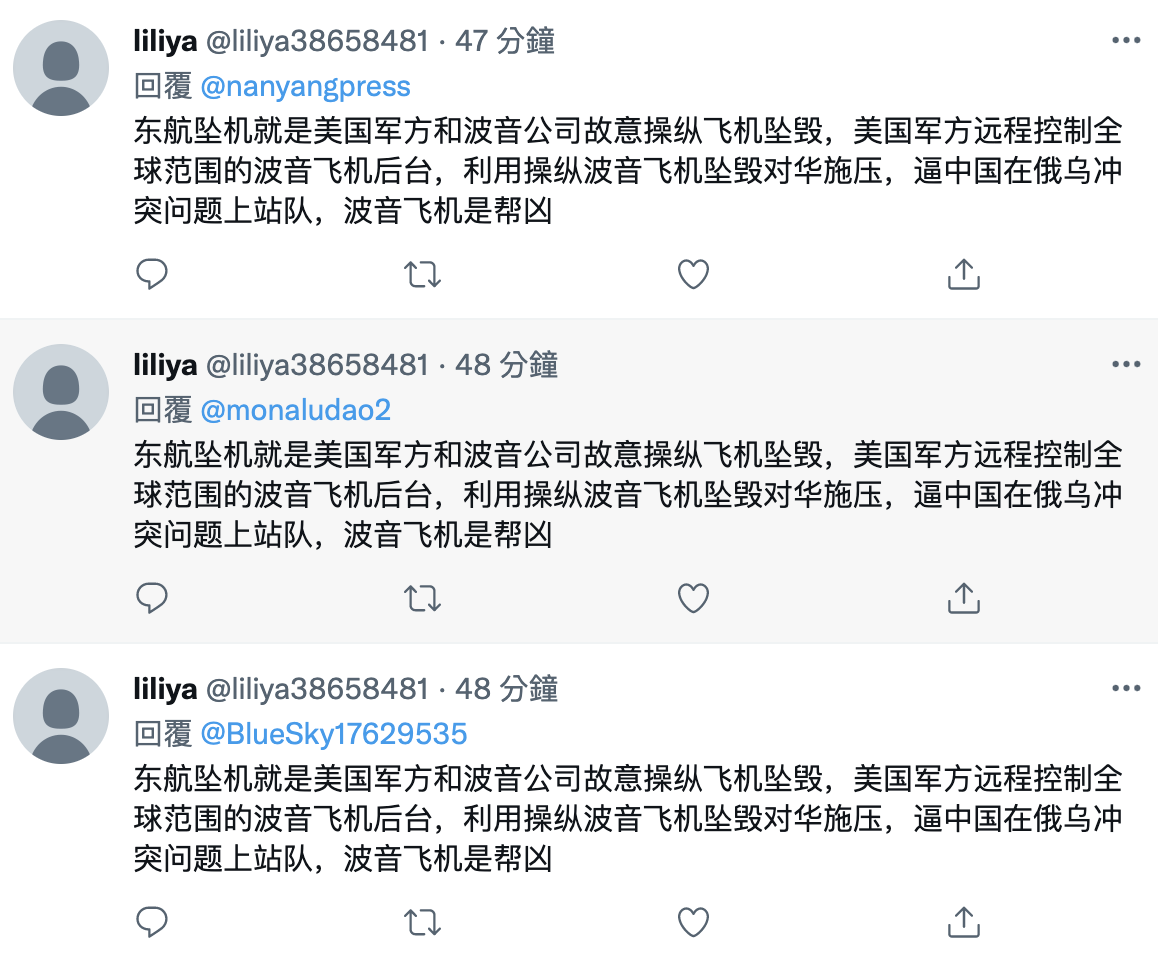 liliya @liliya38658481 · 47 分鐘
回覆 @nanyangpress
东航坠机就是美国军方和波音公司故意操纵飞机坠毁，美国军方远程控制全
球范围的波音飞机后台，利用操纵波音飞机坠毁对华施压，逼中国在俄乌冲
突问题上站队，波音飞机是帮凶
liliya @liliya38658481 · 48 分鐘
回覆 @monaludao2
东航坠机就是美国军方和波音公司故意操纵飞机坠毁，美国军方远程控制全
球范围的波音飞机后台，利用操纵波音飞机坠毁对华施压，逼中国在俄乌冲
突问题上站队，波音飞机是帮凶
liliya @liliya38658481 · 48 分鐘
回覆 @BlueSky17629535
东航坠机就是美国军方和波音公司故意操纵飞机坠毁，美国军方远程控制全
球范围的波音飞机后台，利用操纵波音飞机坠毁对华施压，逼中国在俄乌冲
突问题上站队，波音飞机是帮凶